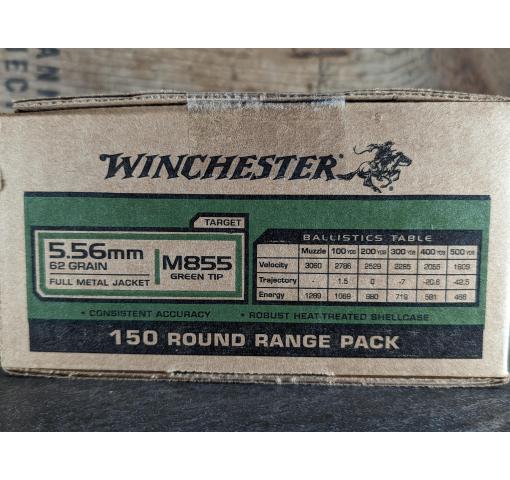 WINCHESTER
TARGET
5.56mm
62 GRAIN
FULL METAL JACKET
M855
GREEN TIP
BALLISTICS TABLE
Muzzle 100 YDS 200 YDS 300 YDS 400 YDS 500 YDS
Velocity 3060 2786 2529 2285 2055 1609
Trajectory - 1.5 0 -7 -20.8 -42.5
Energy 1289 1069 880 719 581 468
• CONSISTENT ACCURACY • ROBUST HEAT-TREATED SHELLCASE
150 ROUND RANGE PACK